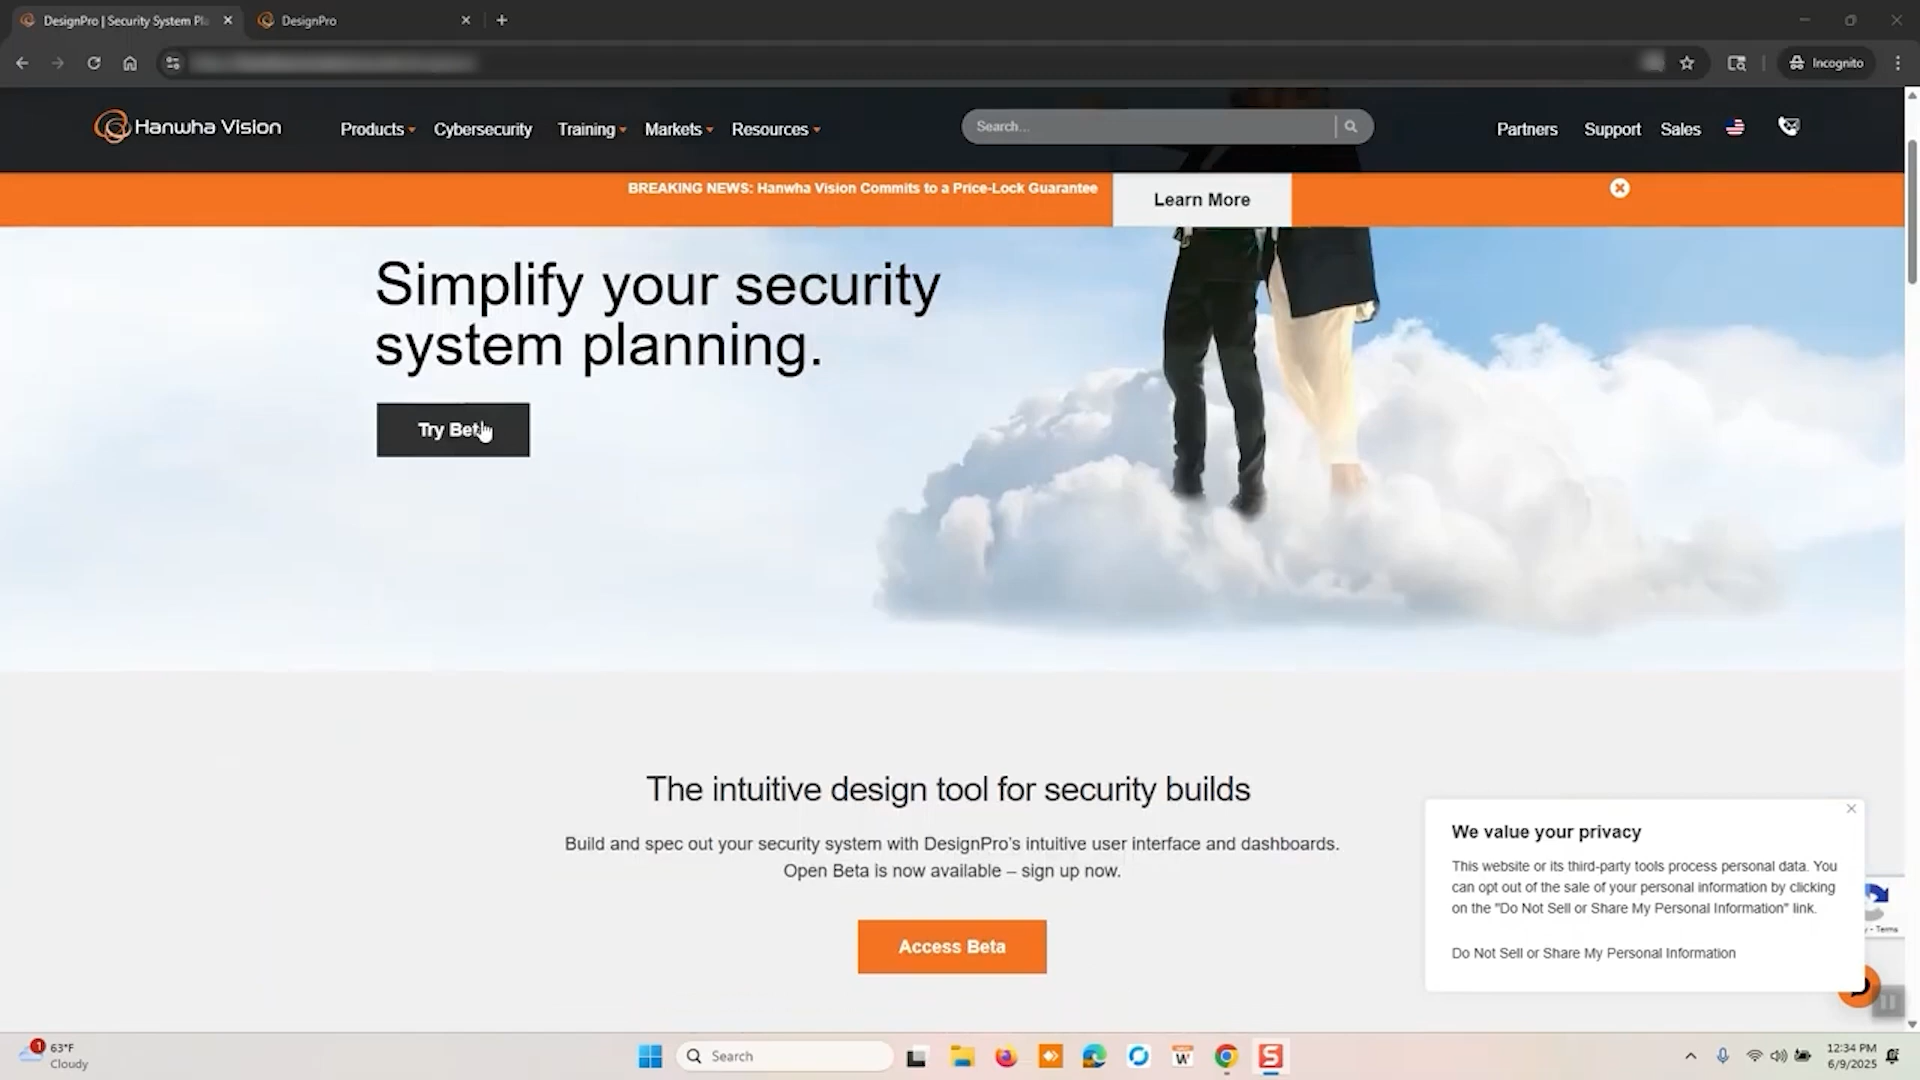 DesignPro | Security System Pla
DesignPro
Incognito
Hanwha Vision
Products
Cybersecurity
Training
Markets
Resources
Search...
Partners
Support
Sales
BREAKING NEWS: Hanwha Vision Commits to a Price-Lock Guarantee
Learn More
Simplify your security
system planning.
Try Beta
The intuitive design tool for security builds
Build and spec out your security system with DesignPro's intuitive user interface and dashboards.
Open Beta is now available – sign up now.
Access Beta
We value your privacy
This website or its third-party tools process personal data. You
can opt out of the sale of your personal information by clicking
on the "Do Not Sell or Share My Personal Information" link.
Do Not Sell or Share My Personal Information
- Terms
1
63°F
Cloudy
Search
12:34 PM
6/9/2025